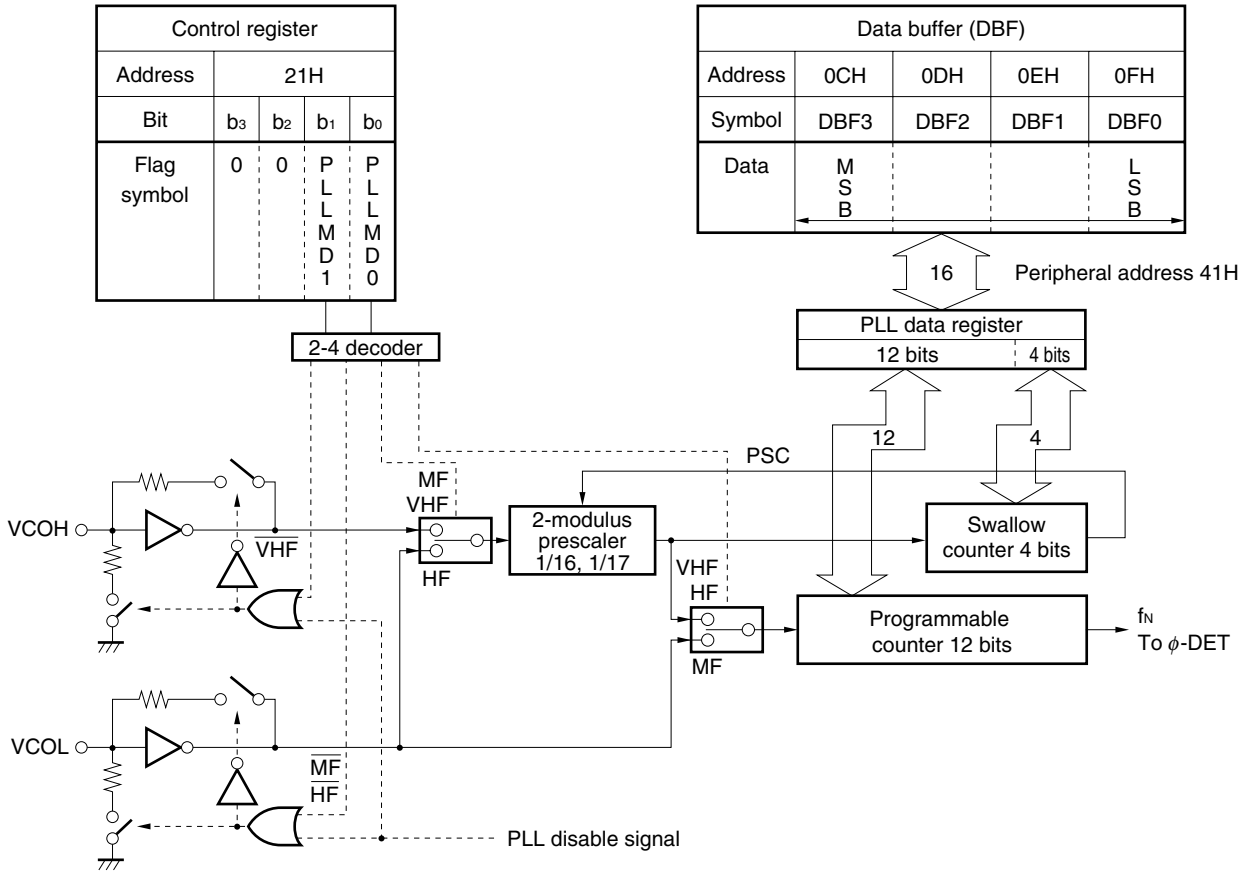 Control register
Address 21H
Bit b3 b2 b1 b0
Flag symbol 0 0 PLLMD1 PLLMD0
Data buffer (DBF)
Address 0CH 0DH 0EH 0FH
Symbol DBF3 DBF2 DBF1 DBF0
Data MSB LSB
16 Peripheral address 41H
PLL data register
12 bits 4 bits
2-4 decoder
12 4
PSC
MF
VHF
VCOH
V̅H̅F̅
HF
2-modulus
prescaler
1/16, 1/17
Swallow
counter 4 bits
VHF
HF
MF
Programmable
counter 12 bits
fN
To ϕ-DET
VCOL
M̅F̅
H̅F̅
PLL disable signal